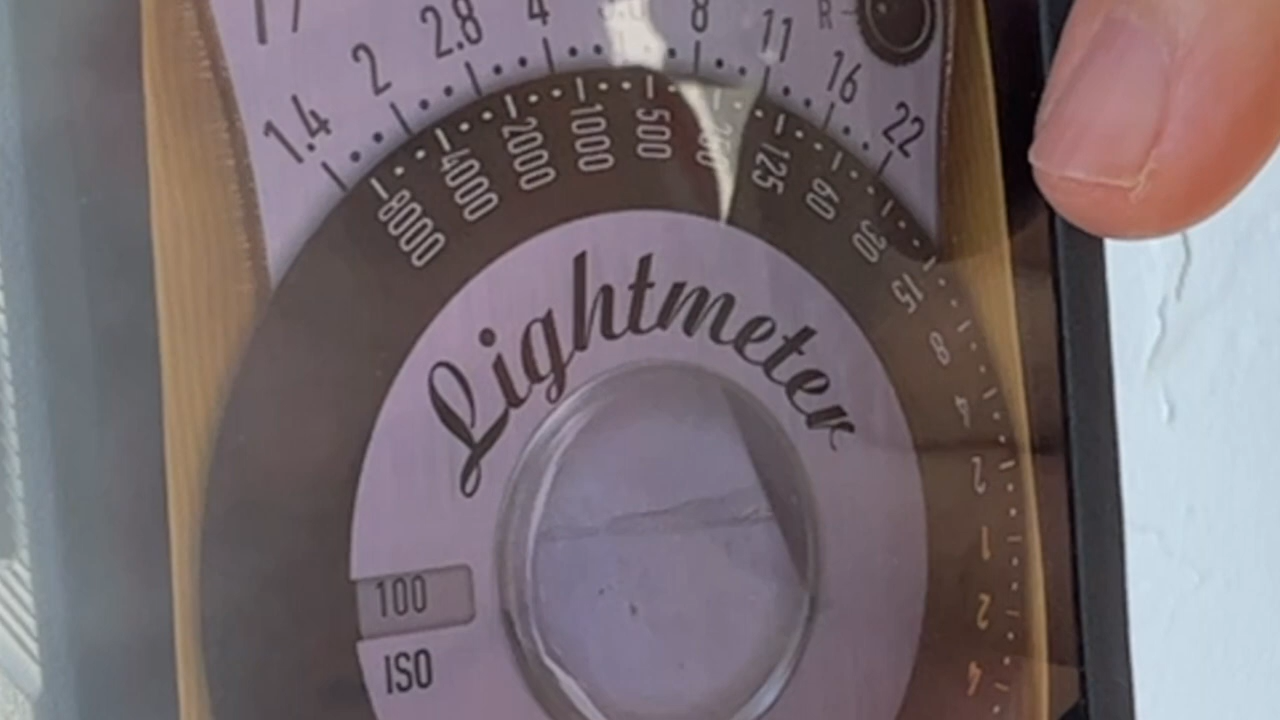 1.4 2 2.8 4 8 11 16 22
R
8000 4000 2000 1000 500 250 125 60 30 15 8 4 2 1 2 4
Lightmeter
100
ISO